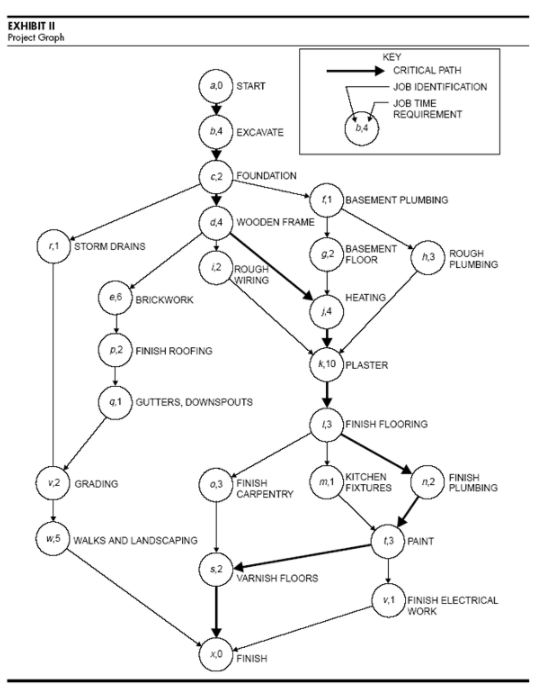 EXHIBIT II
Project Graph
KEY
CRITICAL PATH
JOB IDENTIFICATION
JOB TIME
REQUIREMENT
b,4
a,0 START
b,4 EXCAVATE
c,2 FOUNDATION
f,1 BASEMENT PLUMBING
d,4 WOODEN FRAME
r,1 STORM DRAINS
i,2 ROUGH
WIRING
g,2 BASEMENT
FLOOR
h,3 ROUGH
PLUMBING
e,6 BRICKWORK
j,4 HEATING
p,2 FINISH ROOFING
k,10 PLASTER
q,1 GUTTERS, DOWNSPOUTS
l,3 FINISH FLOORING
v,2 GRADING
o,3 FINISH
CARPENTRY
m,1 KITCHEN
FIXTURES
n,2 FINISH
PLUMBING
w,5 WALKS AND LANDSCAPING
t,3 PAINT
s,2 VARNISH FLOORS
v,1 FINISH ELECTRICAL
WORK
x,0 FINISH